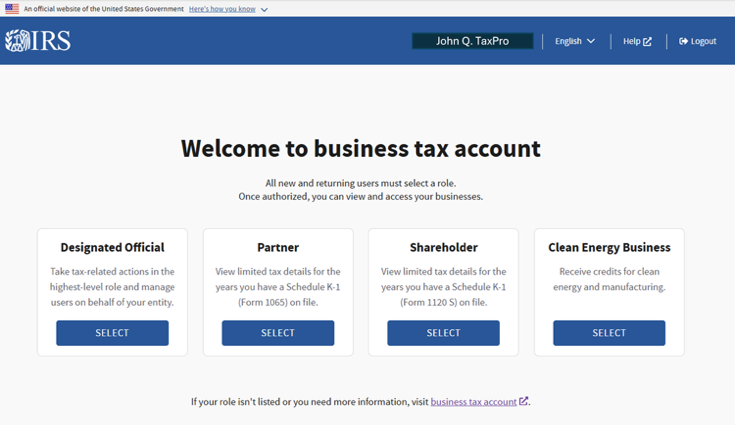 An official website of the United States Government Here's how you know
IRS
John Q. TaxPro
English
Help
Logout
Welcome to business tax account
All new and returning users must select a role.
Once authorized, you can view and access your businesses.
Designated Official
Take tax-related actions in the
highest-level role and manage
users on behalf of your entity.
SELECT
Partner
View limited tax details for the
years you have a Schedule K-1
(Form 1065) on file.
SELECT
Shareholder
View limited tax details for the
years you have a Schedule K-1
(Form 1120 S) on file.
SELECT
Clean Energy Business
Receive credits for clean
energy and manufacturing.
SELECT
If your role isn't listed or you need more information, visit business tax account.